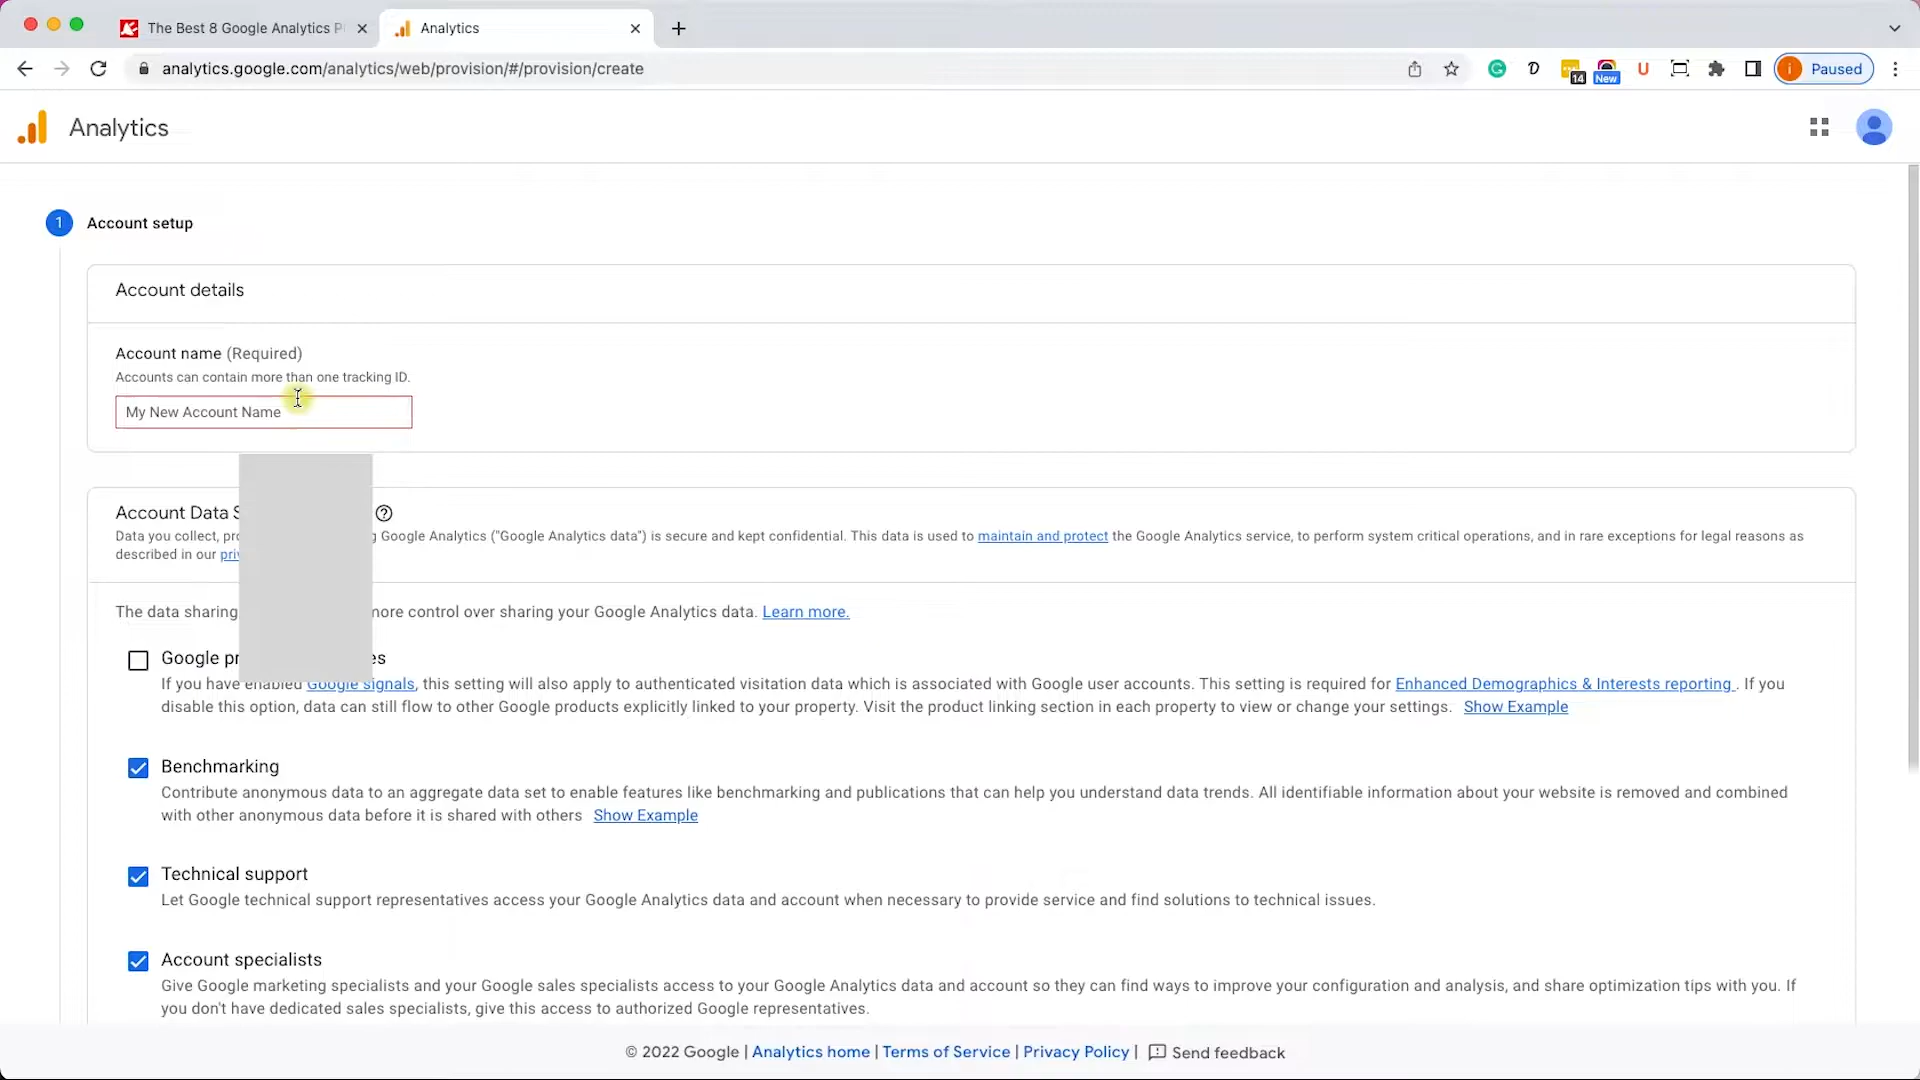 The Best 8 Google Analytics P
Analytics
analytics.google.com/analytics/web/provision/#/provision/create
14
New
U
i
Paused
Analytics
1
Account setup
Account details
Account name (Required)
Accounts can contain more than one tracking ID.
My New Account Name
Account Data S
Data you collect, pro g Google Analytics ("Google Analytics data") is secure and kept confidential. This data is used to maintain and protect the Google Analytics service, to perform system critical operations, and in rare exceptions for legal reasons as
described in our priv
The data sharing more control over sharing your Google Analytics data. Learn more.
Google pr es
If you have enabled Google signals, this setting will also apply to authenticated visitation data which is associated with Google user accounts. This setting is required for Enhanced Demographics & Interests reporting . If you
disable this option, data can still flow to other Google products explicitly linked to your property. Visit the product linking section in each property to view or change your settings. Show Example
Benchmarking
Contribute anonymous data to an aggregate data set to enable features like benchmarking and publications that can help you understand data trends. All identifiable information about your website is removed and combined
with other anonymous data before it is shared with others Show Example
Technical support
Let Google technical support representatives access your Google Analytics data and account when necessary to provide service and find solutions to technical issues.
Account specialists
Give Google marketing specialists and your Google sales specialists access to your Google Analytics data and account so they can find ways to improve your configuration and analysis, and share optimization tips with you. If
you don't have dedicated sales specialists, give this access to authorized Google representatives.
© 2022 Google | Analytics home | Terms of Service | Privacy Policy | Send feedback